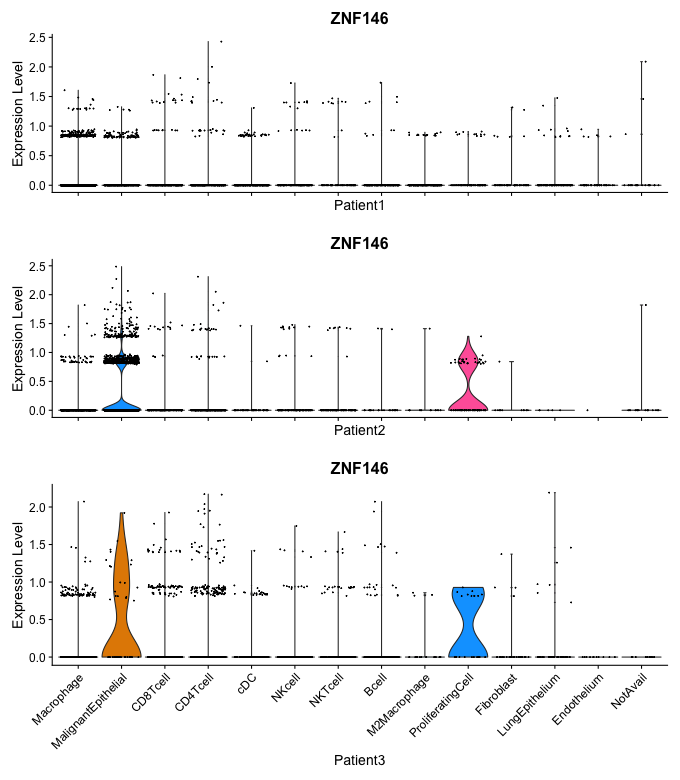 ZNF146
Expression Level
2.5
2.0
1.5
1.0
0.5
0.0
Patient1
ZNF146
Expression Level
2.5
2.0
1.5
1.0
0.5
0.0
Patient2
ZNF146
Expression Level
2.0
1.5
1.0
0.5
0.0
Macrophage
MalignantEpithelial
CD8Tcell
CD4Tcell
cDC
NKcell
NKTcell
Bcell
M2Macrophage
ProliferatingCell
Fibroblast
LungEpithelium
Endothelium
NotAvail
Patient3